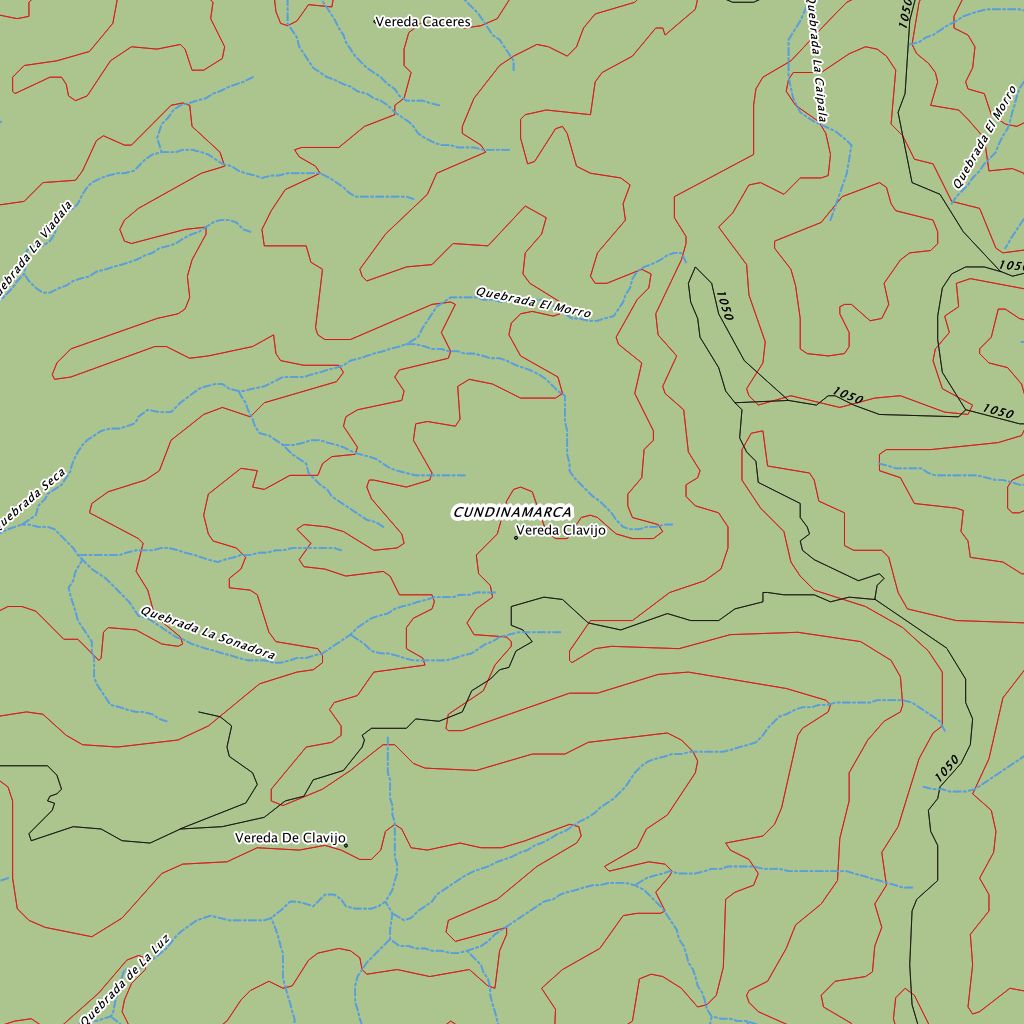 Vereda Caceres
1050
Quebrada La Caipala
Quebrada El Morro
Quebrada La Viadala
1050
Quebrada El Morro
1050
1050
1050
Quebrada Seca
CUNDINAMARCA
Vereda Clavijo
Quebrada La Sonadora
1050
Vereda De Clavijo
Quebrada de La Luz